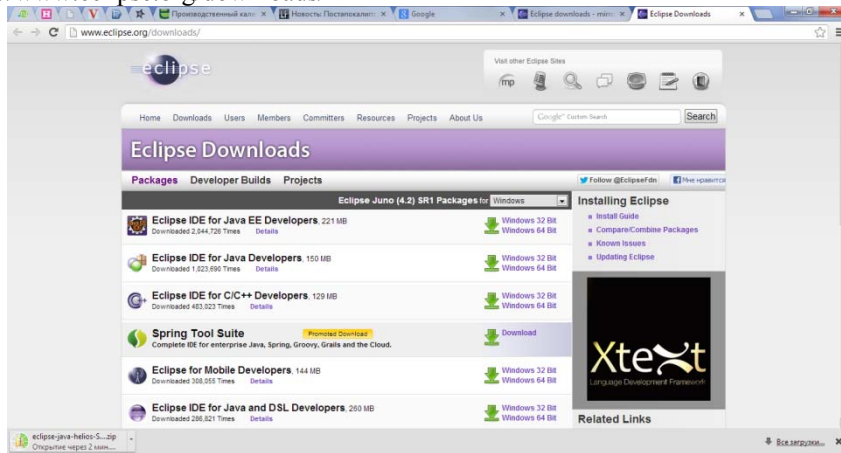 Производственный кале
Новости: Постапокалип
Google
Eclipse downloads - mirro
Eclipse Downloads
www.eclipse.org/downloads/
eclipse
Visit other Eclipse Sites
mp
Home Downloads Users Members Committers Resources Projects About Us
Google™ Custom Search
Search
Eclipse Downloads
Packages Developer Builds Projects
Follow @EclipseFdn
Мне нравится
Eclipse Juno (4.2) SR1 Packages for Windows
Eclipse IDE for Java EE Developers, 221 MB
Downloaded 2,044,726 Times Details
Windows 32 Bit
Windows 64 Bit
Eclipse IDE for Java Developers, 150 MB
Downloaded 1,023,690 Times Details
Windows 32 Bit
Windows 64 Bit
Eclipse IDE for C/C++ Developers, 129 MB
Downloaded 483,023 Times Details
Windows 32 Bit
Windows 64 Bit
Spring Tool Suite Promoted Download
Complete IDE for enterprise Java, Spring, Groovy, Grails and the Cloud.
Download
Eclipse for Mobile Developers, 144 MB
Downloaded 308,055 Times Details
Windows 32 Bit
Windows 64 Bit
Eclipse IDE for Java and DSL Developers, 260 MB
Downloaded 286,821 Times Details
Windows 32 Bit
Windows 64 Bit
Installing Eclipse
Install Guide
Compare/Combine Packages
Known Issues
Updating Eclipse
Xtext
Language Development Framework
Related Links
eclipse-java-helios-S....zip
Открытие через 2 мин....
Все загрузки...